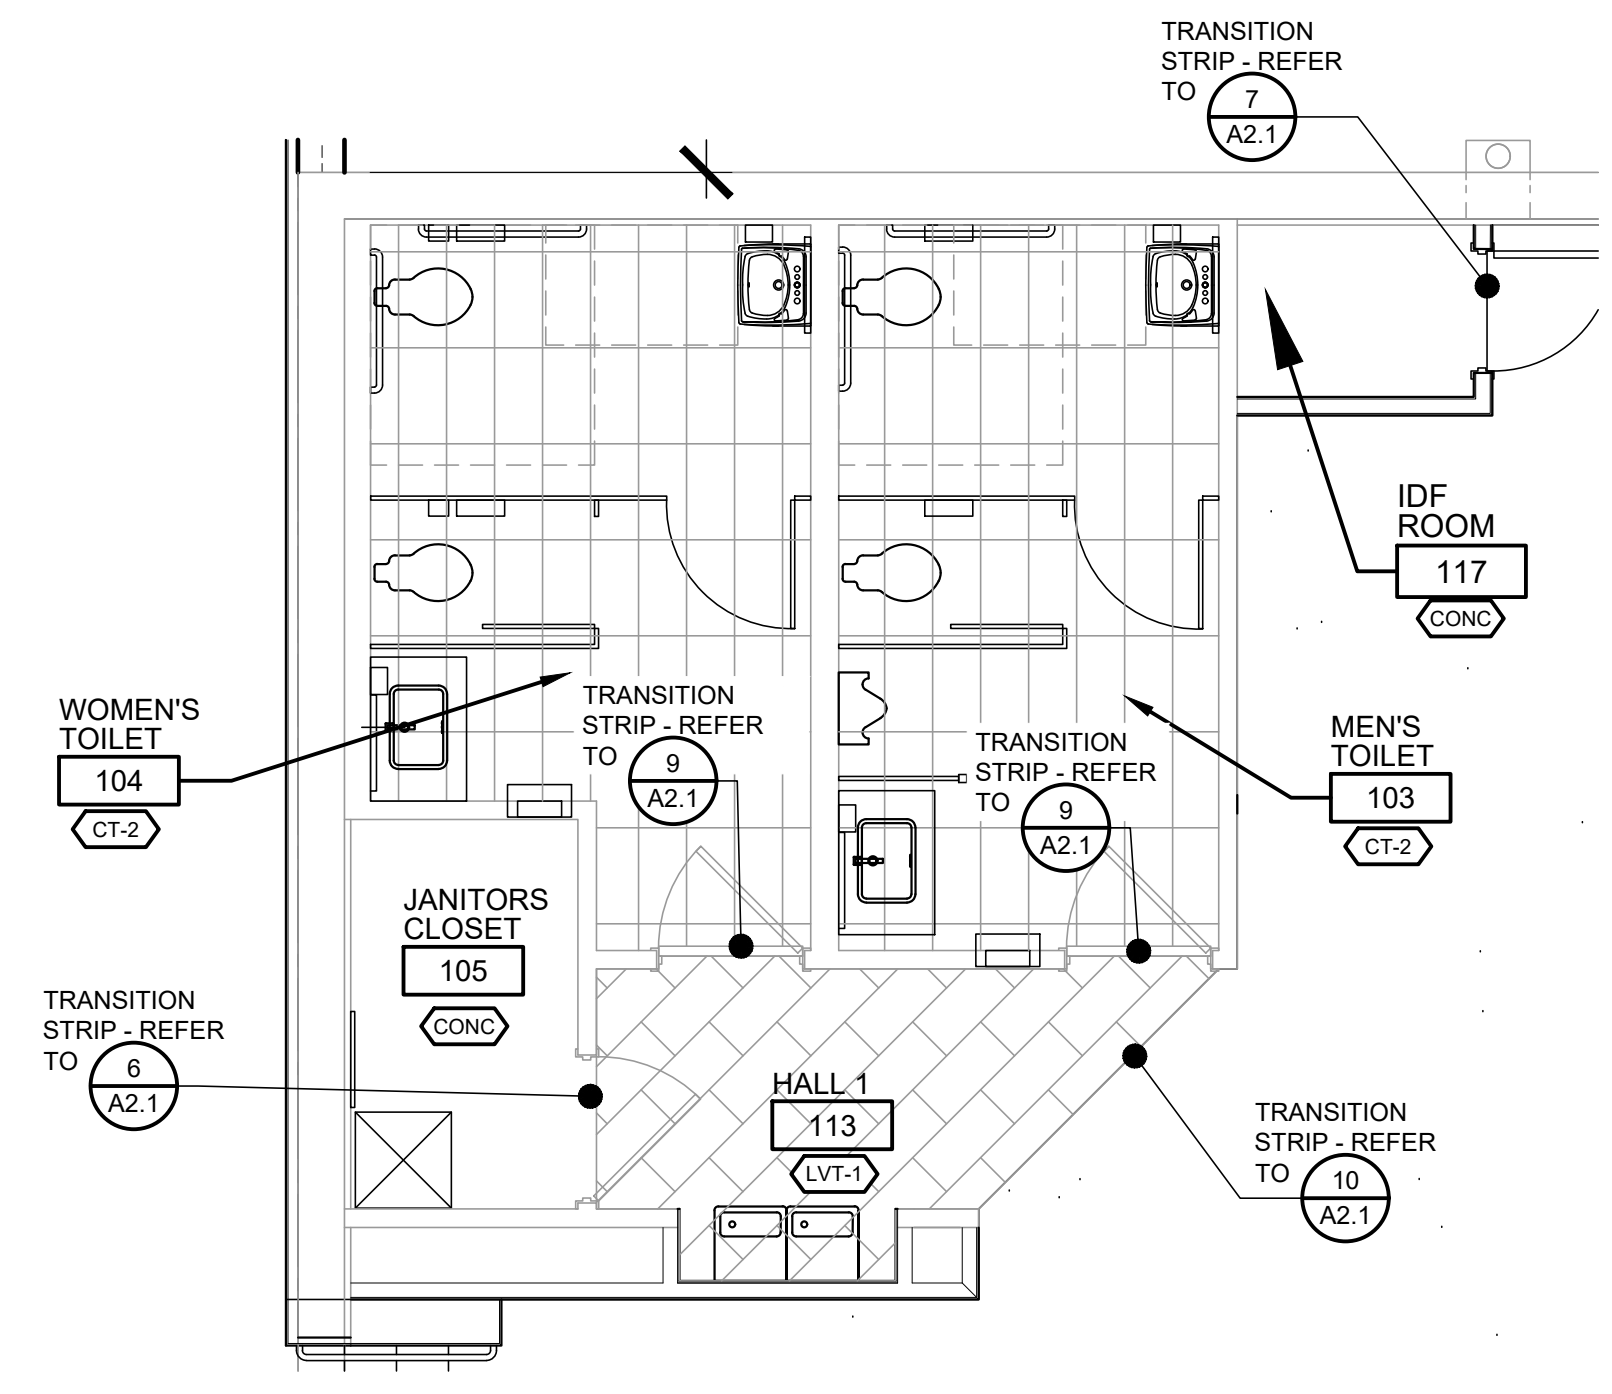 TRANSITION
STRIP - REFER
TO
7
A2.1
IDF
ROOM
117
CONC
WOMEN'S
TOILET
104
CT-2
TRANSITION
STRIP - REFER
TO
9
A2.1
TRANSITION
STRIP - REFER
TO
9
A2.1
MEN'S
TOILET
103
CT-2
JANITORS
CLOSET
105
CONC
TRANSITION
STRIP - REFER
TO
6
A2.1
HALL 1
113
LVT-1
TRANSITION
STRIP - REFER
TO
10
A2.1